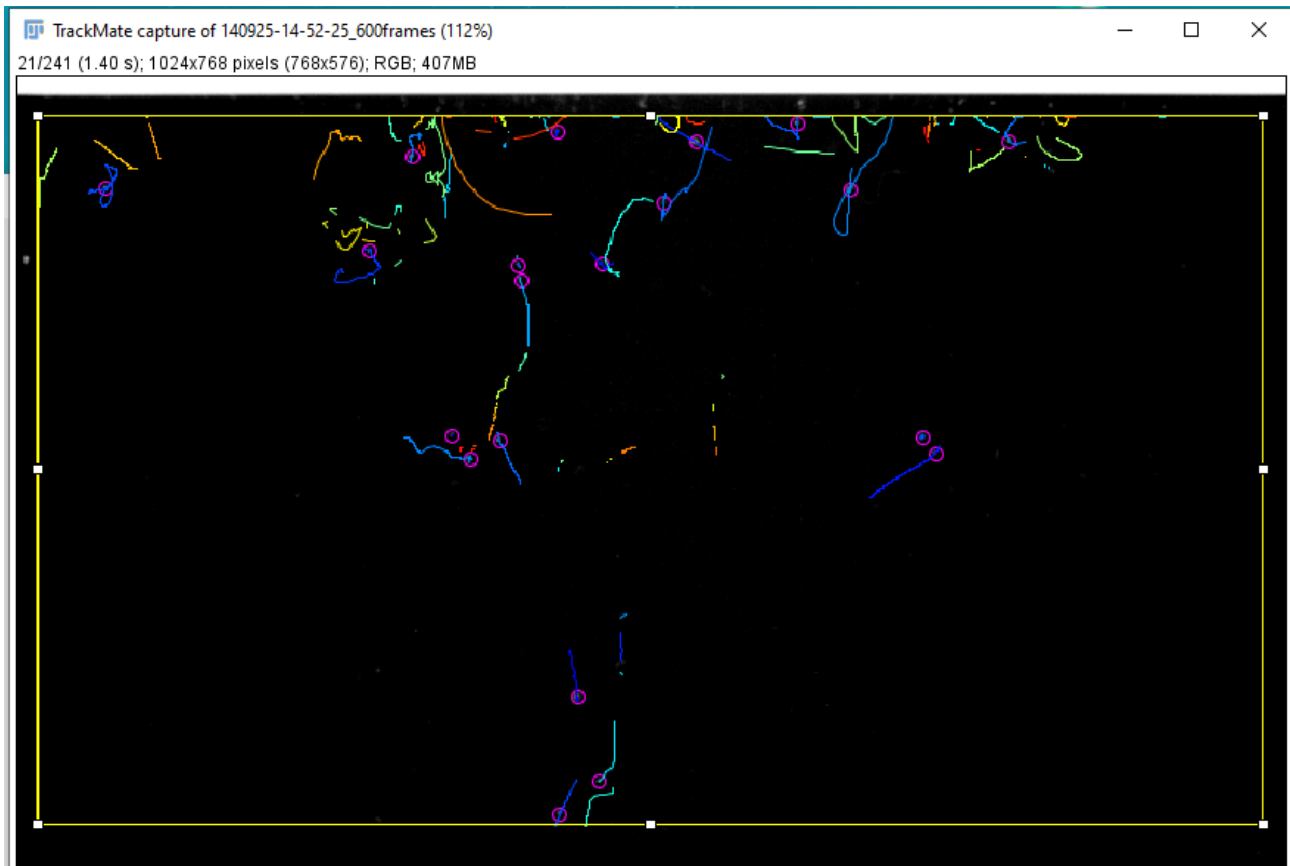 TrackMate capture of 140925-14-52-25_600frames (112%)
21/241 (1.40 s); 1024x768 pixels (768x576); RGB; 407MB